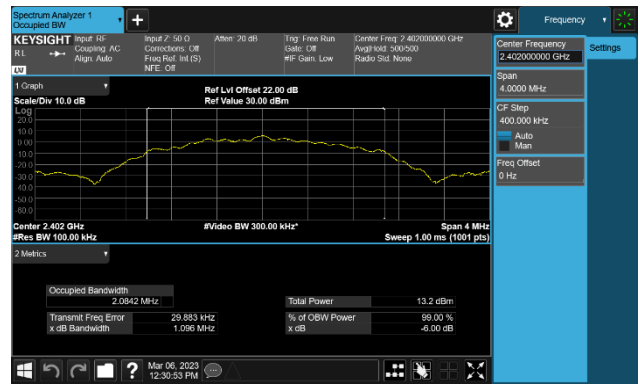 Spectrum Analyzer 1
Occupied BW
Frequency
KEYSIGHT Input: RF
RL
Coupling: AC
Align: Auto
Input Z: 50 Ω
Corrections: Off
Freq Ref: Int (S)
NFE: Off
Atten: 20 dB
Trig: Free Run
Gate: Off
#IF Gain: Low
Center Freq: 2.402000000 GHz
Avg|Hold: 500/500
Radio Std: None
LXI
Center Frequency
2.402000000 GHz
Settings
Span
4.0000 MHz
CF Step
400.000 kHz
Auto
Man
Freq Offset
0 Hz
1 Graph
Scale/Div 10.0 dB
Ref Lvl Offset 22.00 dB
Ref Value 30.00 dBm
Log
20.0
10.0
0.00
-10.0
-20.0
-30.0
-40.0
-50.0
-60.0
Center 2.402 GHz
#Video BW 300.00 kHz*
Span 4 MHz
#Res BW 100.00 kHz
Sweep 1.00 ms (1001 pts)
2 Metrics
Occupied Bandwidth
2.0842 MHz
Total Power 13.2 dBm
Transmit Freq Error 29.883 kHz
% of OBW Power 99.00 %
x dB Bandwidth 1.096 MHz
x dB -6.00 dB
?
Mar 06, 2023
12:30:53 PM